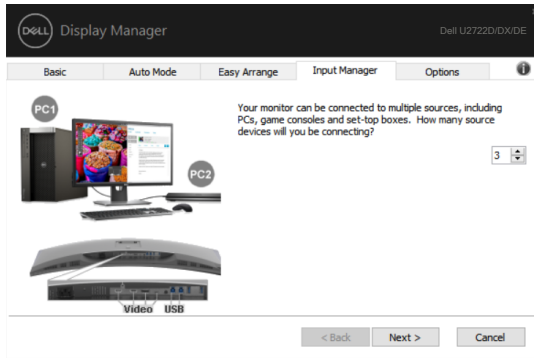 DELL Display Manager
Dell U2722D/DX/DE
Basic Auto Mode Easy Arrange Input Manager Options
PC1
PC2
Video USB
Your monitor can be connected to multiple sources, including
PCs, game consoles and set-top boxes. How many source
devices will you be connecting?
3
< Back Next > Cancel